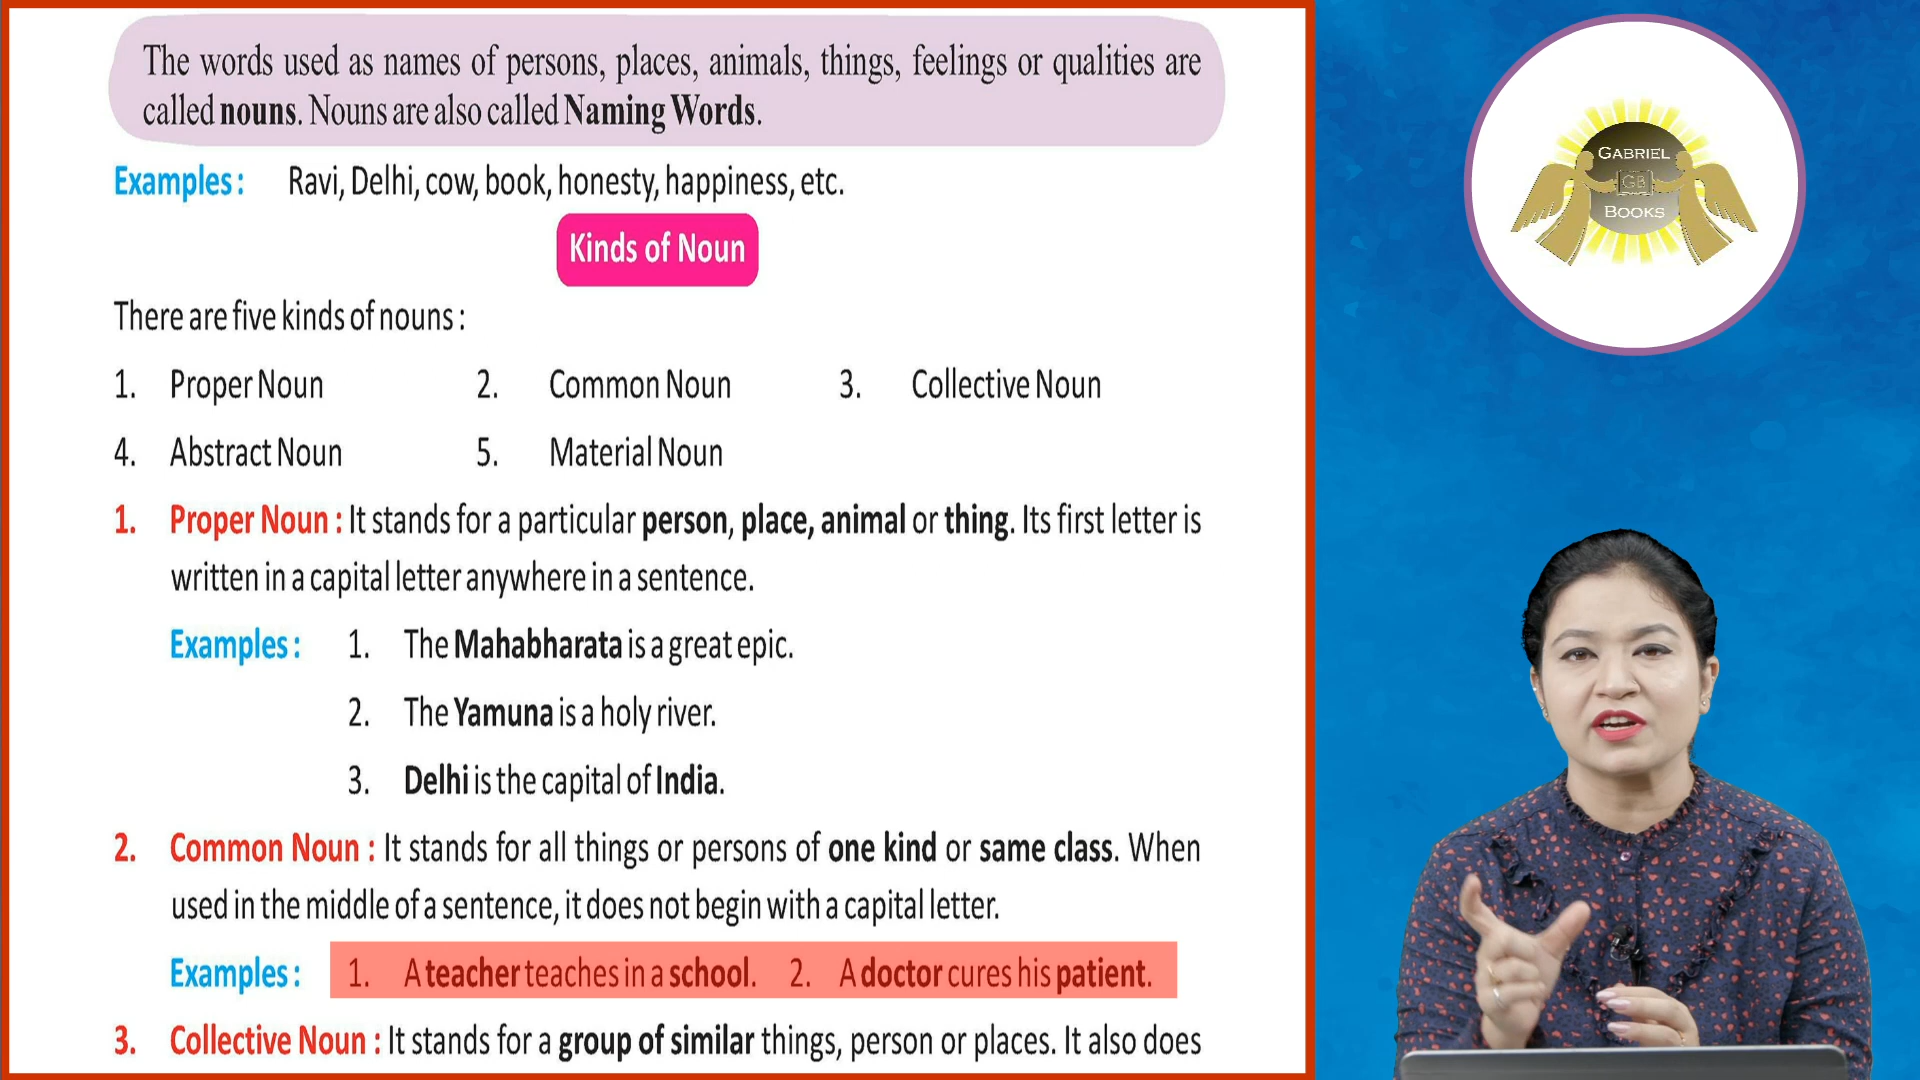 The words used as names of persons, places, animals, things, feelings or qualities are
called nouns. Nouns are also called Naming Words.
Examples : Ravi, Delhi, cow, book, honesty, happiness, etc.
Kinds of Noun
There are five kinds of nouns :
1. Proper Noun 2. Common Noun 3. Collective Noun
4. Abstract Noun 5. Material Noun
1. Proper Noun : It stands for a particular person, place, animal or thing. Its first letter is
written in a capital letter anywhere in a sentence.
Examples : 1. The Mahabharata is a great epic.
2. The Yamuna is a holy river.
3. Delhi is the capital of India.
2. Common Noun : It stands for all things or persons of one kind or same class. When
used in the middle of a sentence, it does not begin with a capital letter.
Examples : 1. A teacher teaches in a school. 2. A doctor cures his patient.
3. Collective Noun : It stands for a group of similar things, person or places. It also does
GABRIEL
GB
BOOKS